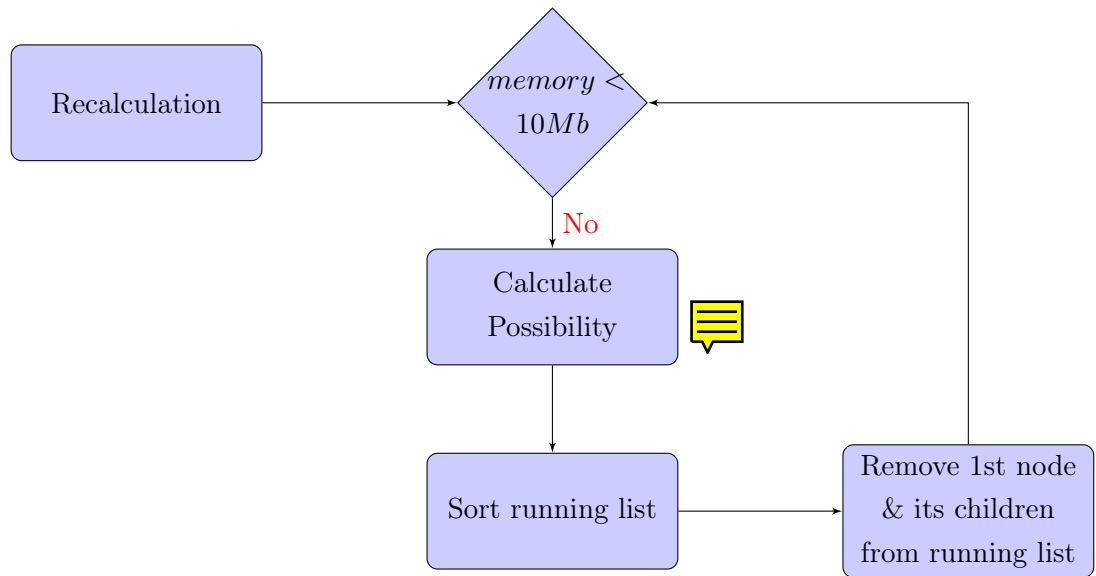 Recalculation
memory <
10Mb
No
Calculate
Possibility
Sort running list
Remove 1st node
& its children
from running list